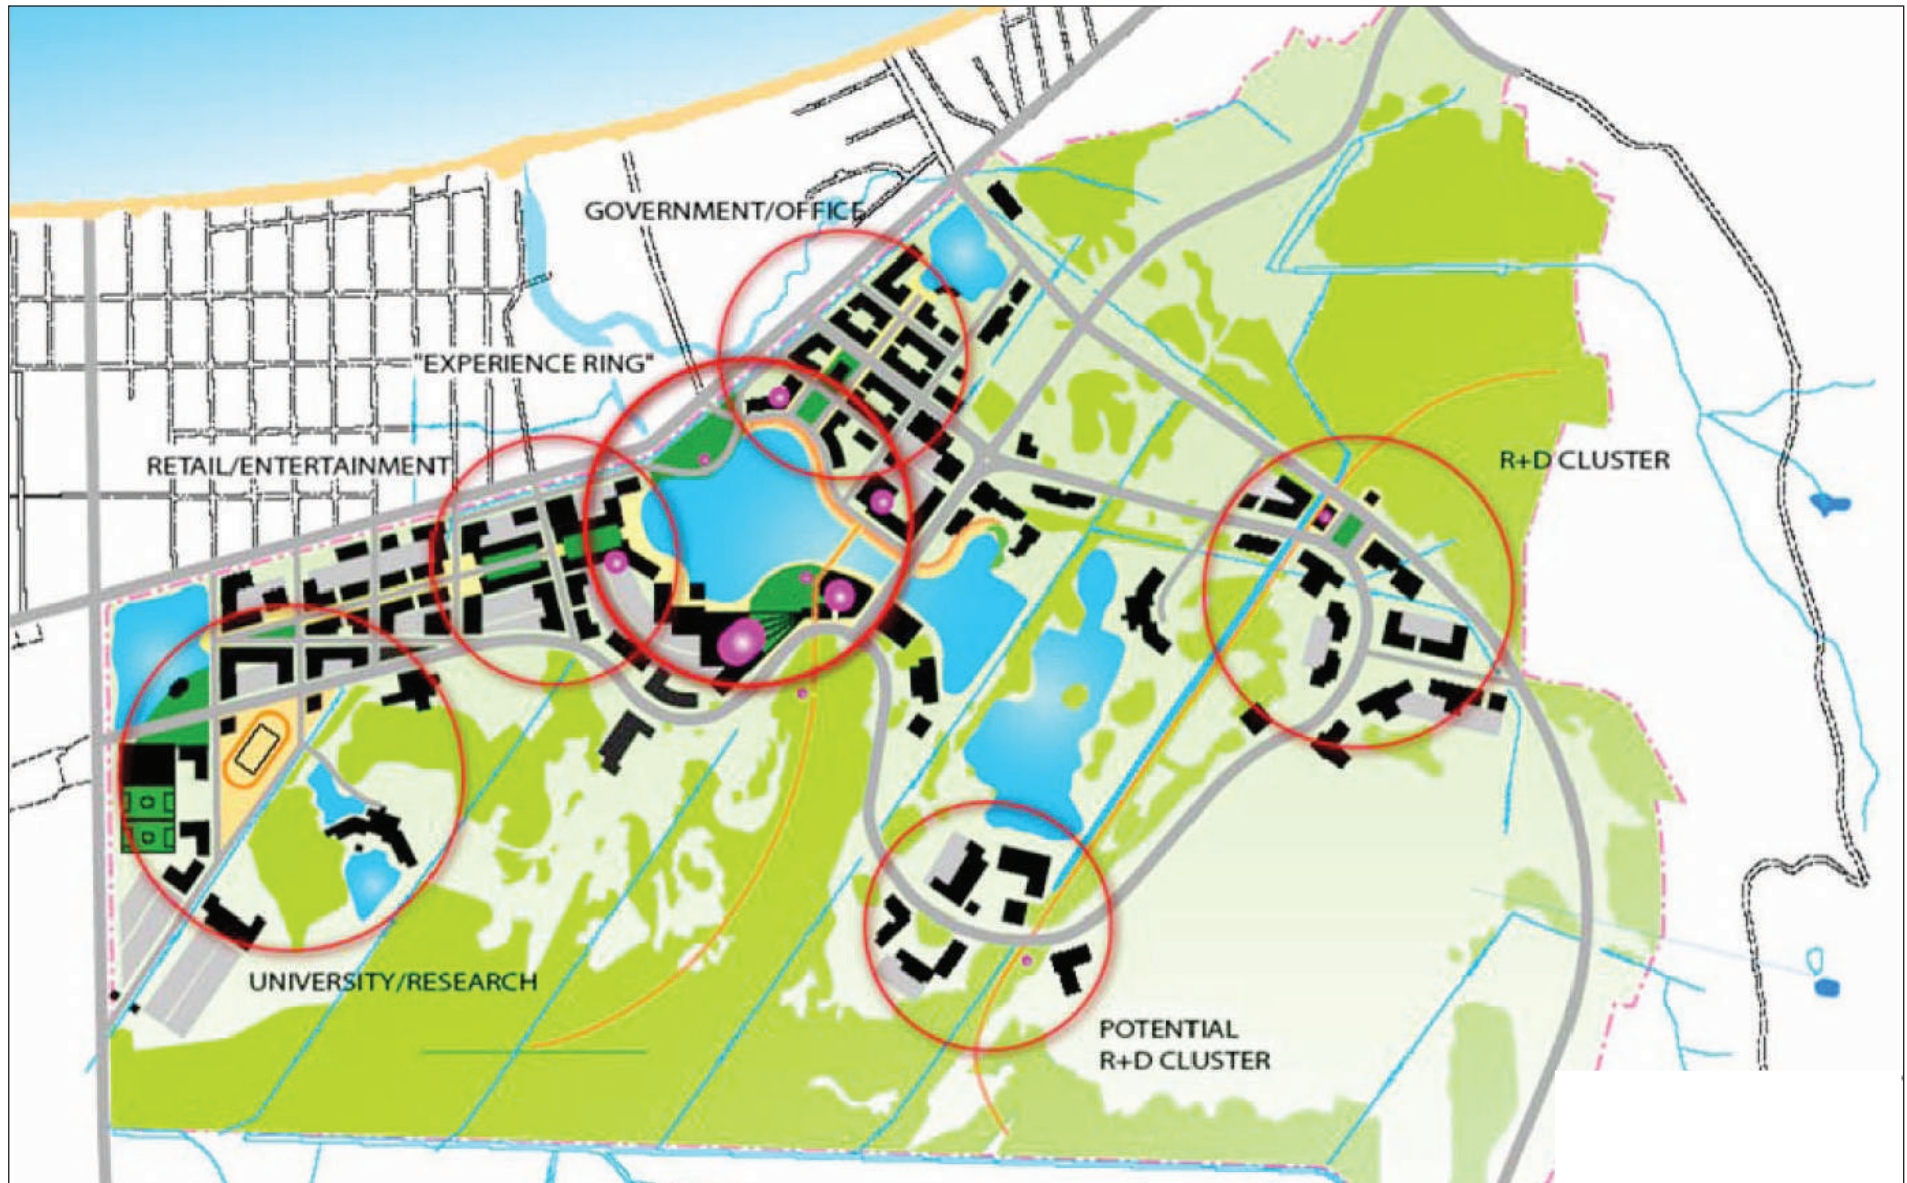 GOVERNMENT/OFFICE
"EXPERIENCE RING"
RETAIL/ENTERTAINMENT
R+D CLUSTER
UNIVERSITY/RESEARCH
POTENTIAL
R+D CLUSTER